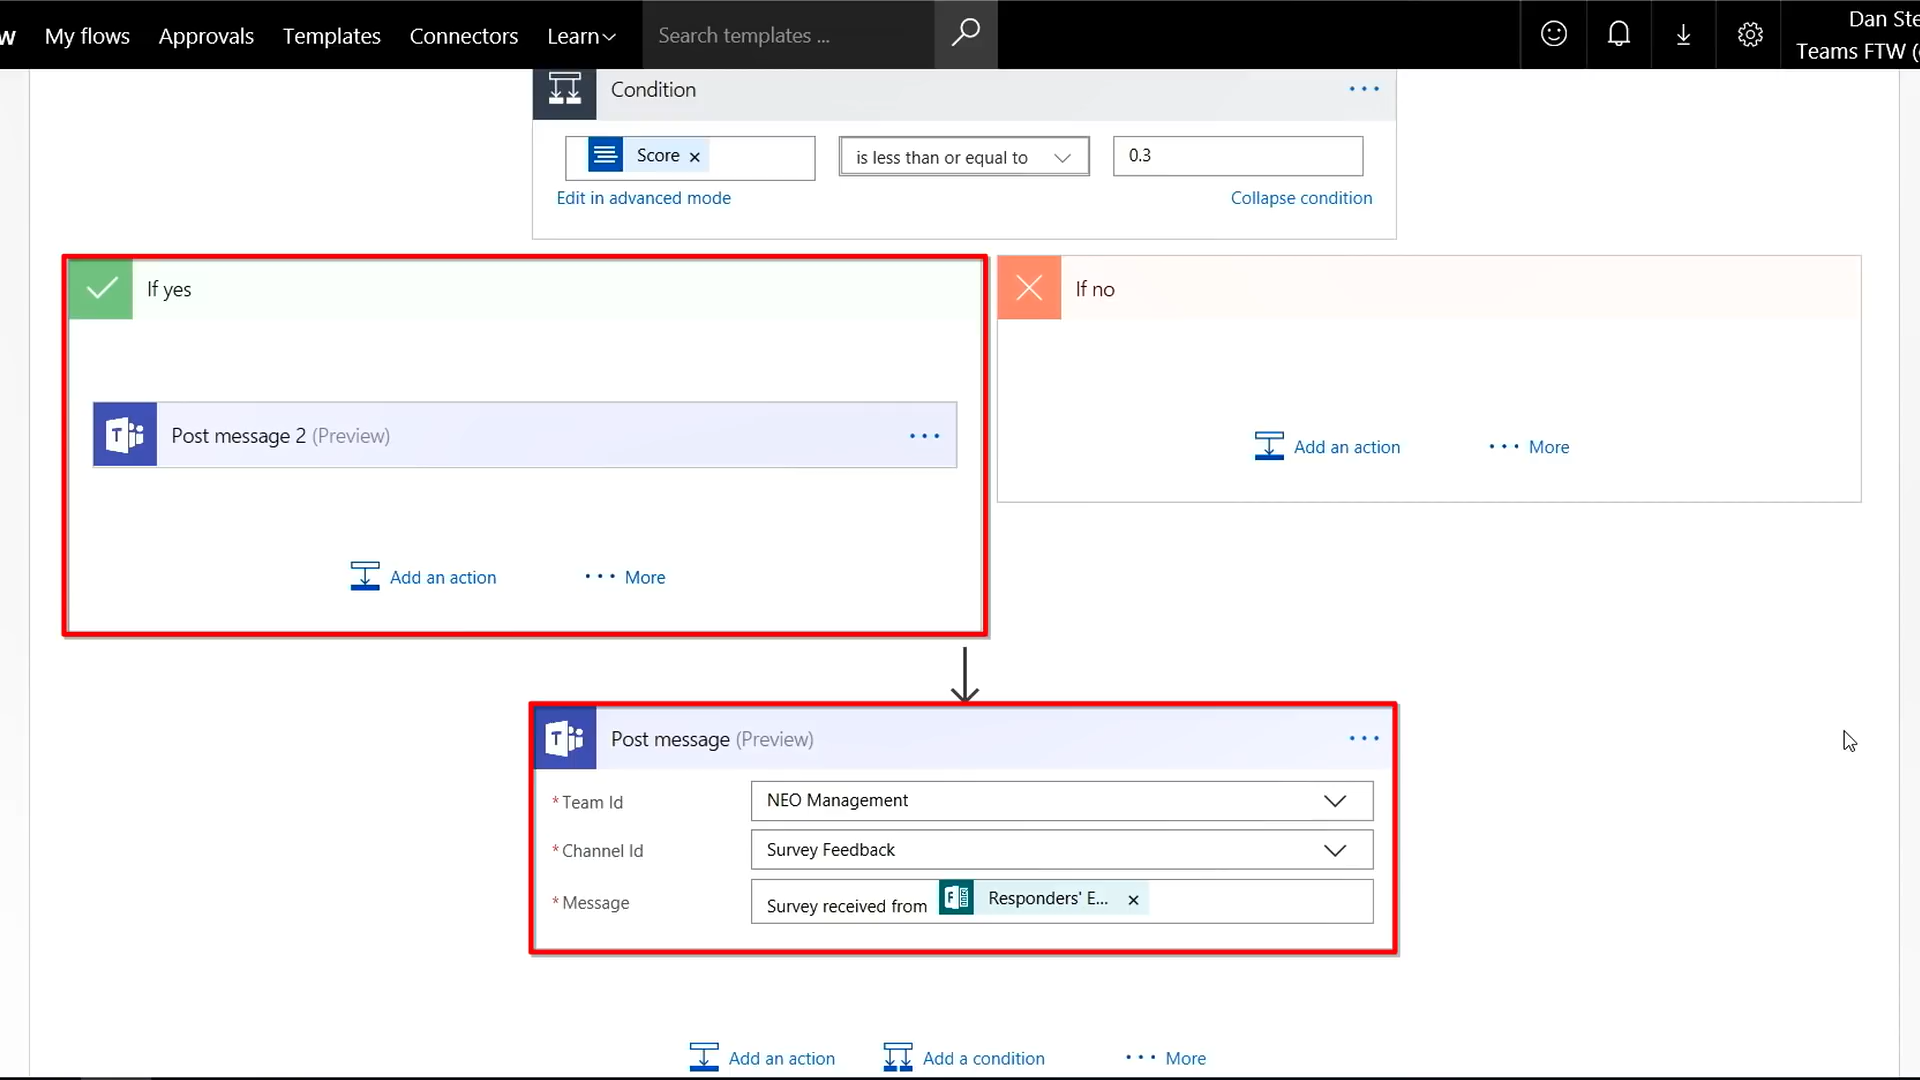 w My flows Approvals Templates Connectors Learn Search templates ... Dan Ste
Teams FTW (
Condition
Score is less than or equal to 0.3
Edit in advanced mode Collapse condition
If yes If no
Post message 2 (Preview)
Add an action More
Add an action More
Post message (Preview)
*Team Id NEO Management
*Channel Id Survey Feedback
*Message Survey received from Responders' E...
Add an action Add a condition More